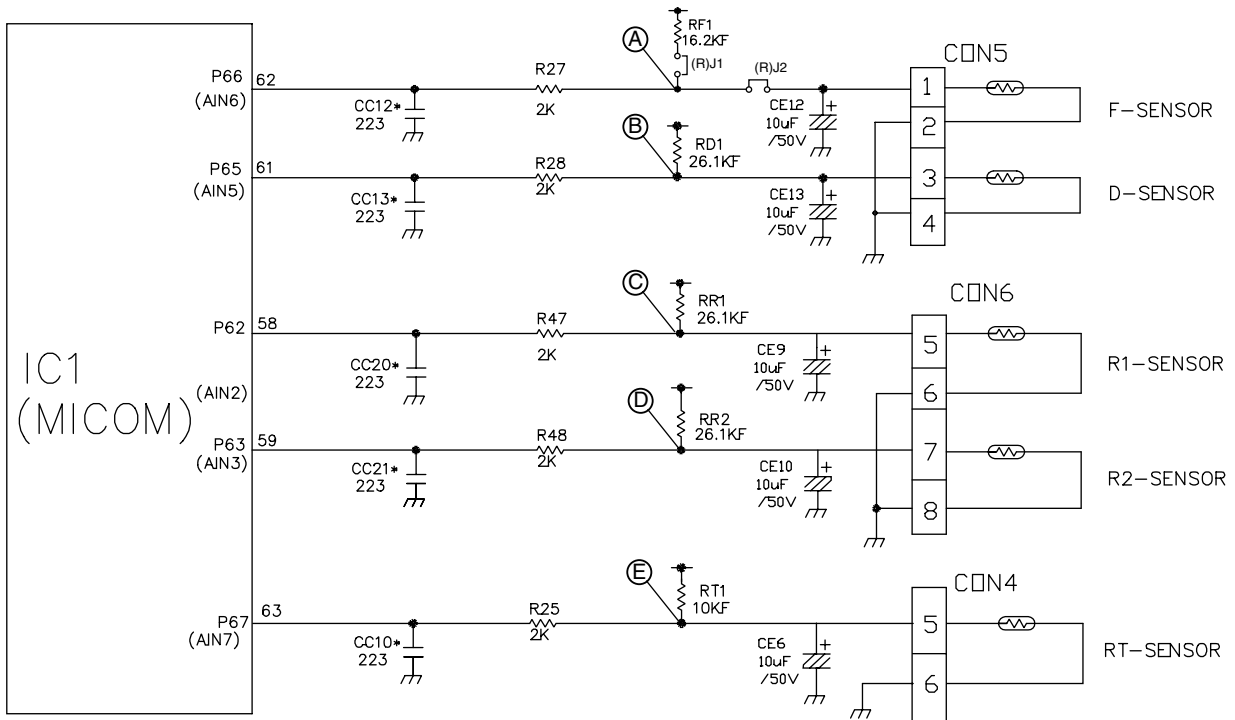 IC1
(MICOM)
P66
(AIN6)
62
CC12*
223
R27
2K
A
RF1
16.2KF
(R)J1
(R)J2
CE12
10uF
/50V
+
CON5
1
2
F-SENSOR
P65
(AIN5)
61
CC13*
223
R28
2K
B
RD1
26.1KF
CE13
10uF
/50V
+
3
4
D-SENSOR
P62
(AIN2)
58
CC20*
223
R47
2K
C
RR1
26.1KF
CE9
10uF
/50V
+
CON6
5
6
R1-SENSOR
P63
(AIN3)
59
CC21*
223
R48
2K
D
RR2
26.1KF
CE10
10uF
/50V
+
7
8
R2-SENSOR
P67
(AIN7)
63
CC10*
223
R25
2K
E
RT1
10KF
CE6
10uF
/50V
+
CON4
5
6
RT-SENSOR